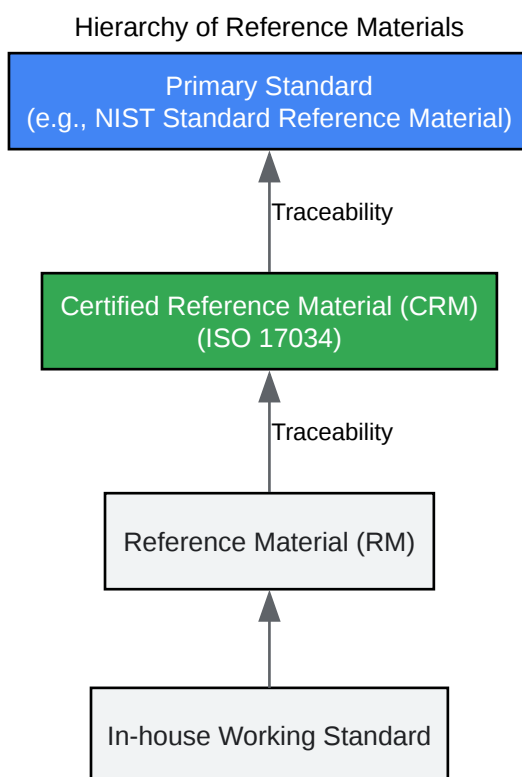 Hierarchy of Reference Materials
Primary Standard
(e.g., NIST Standard Reference Material)
Traceability
Certified Reference Material (CRM)
(ISO 17034)
Traceability
Reference Material (RM)
In-house Working Standard